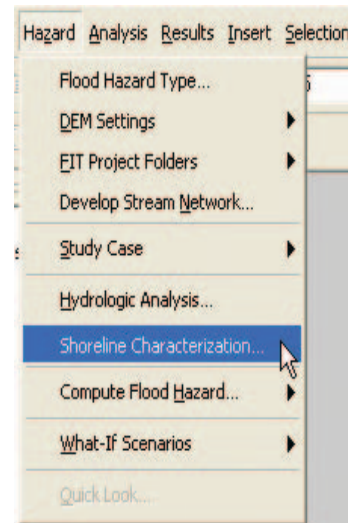 Hazard Analysis Results Insert Selection
Flood Hazard Type...
DEM Settings
FIT Project Folders
Develop Stream Network...
Study Case
Hydrologic Analysis...
Shoreline Characterization...
Compute Flood Hazard...
What-If Scenarios
Quick Look...